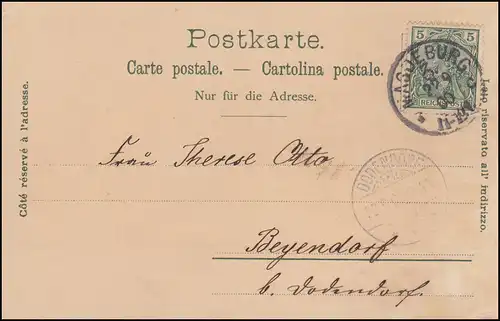 Postkarte.
Carte postale. — Cartolina postale.
Nur für die Adresse.
Côté réservé à l'adresse.
Lato riservato all' indirizzo.
5 5
MAGDEBURG
Frau Therese Otto
DODENDORF
Beyendorf
b. Dodendorf.